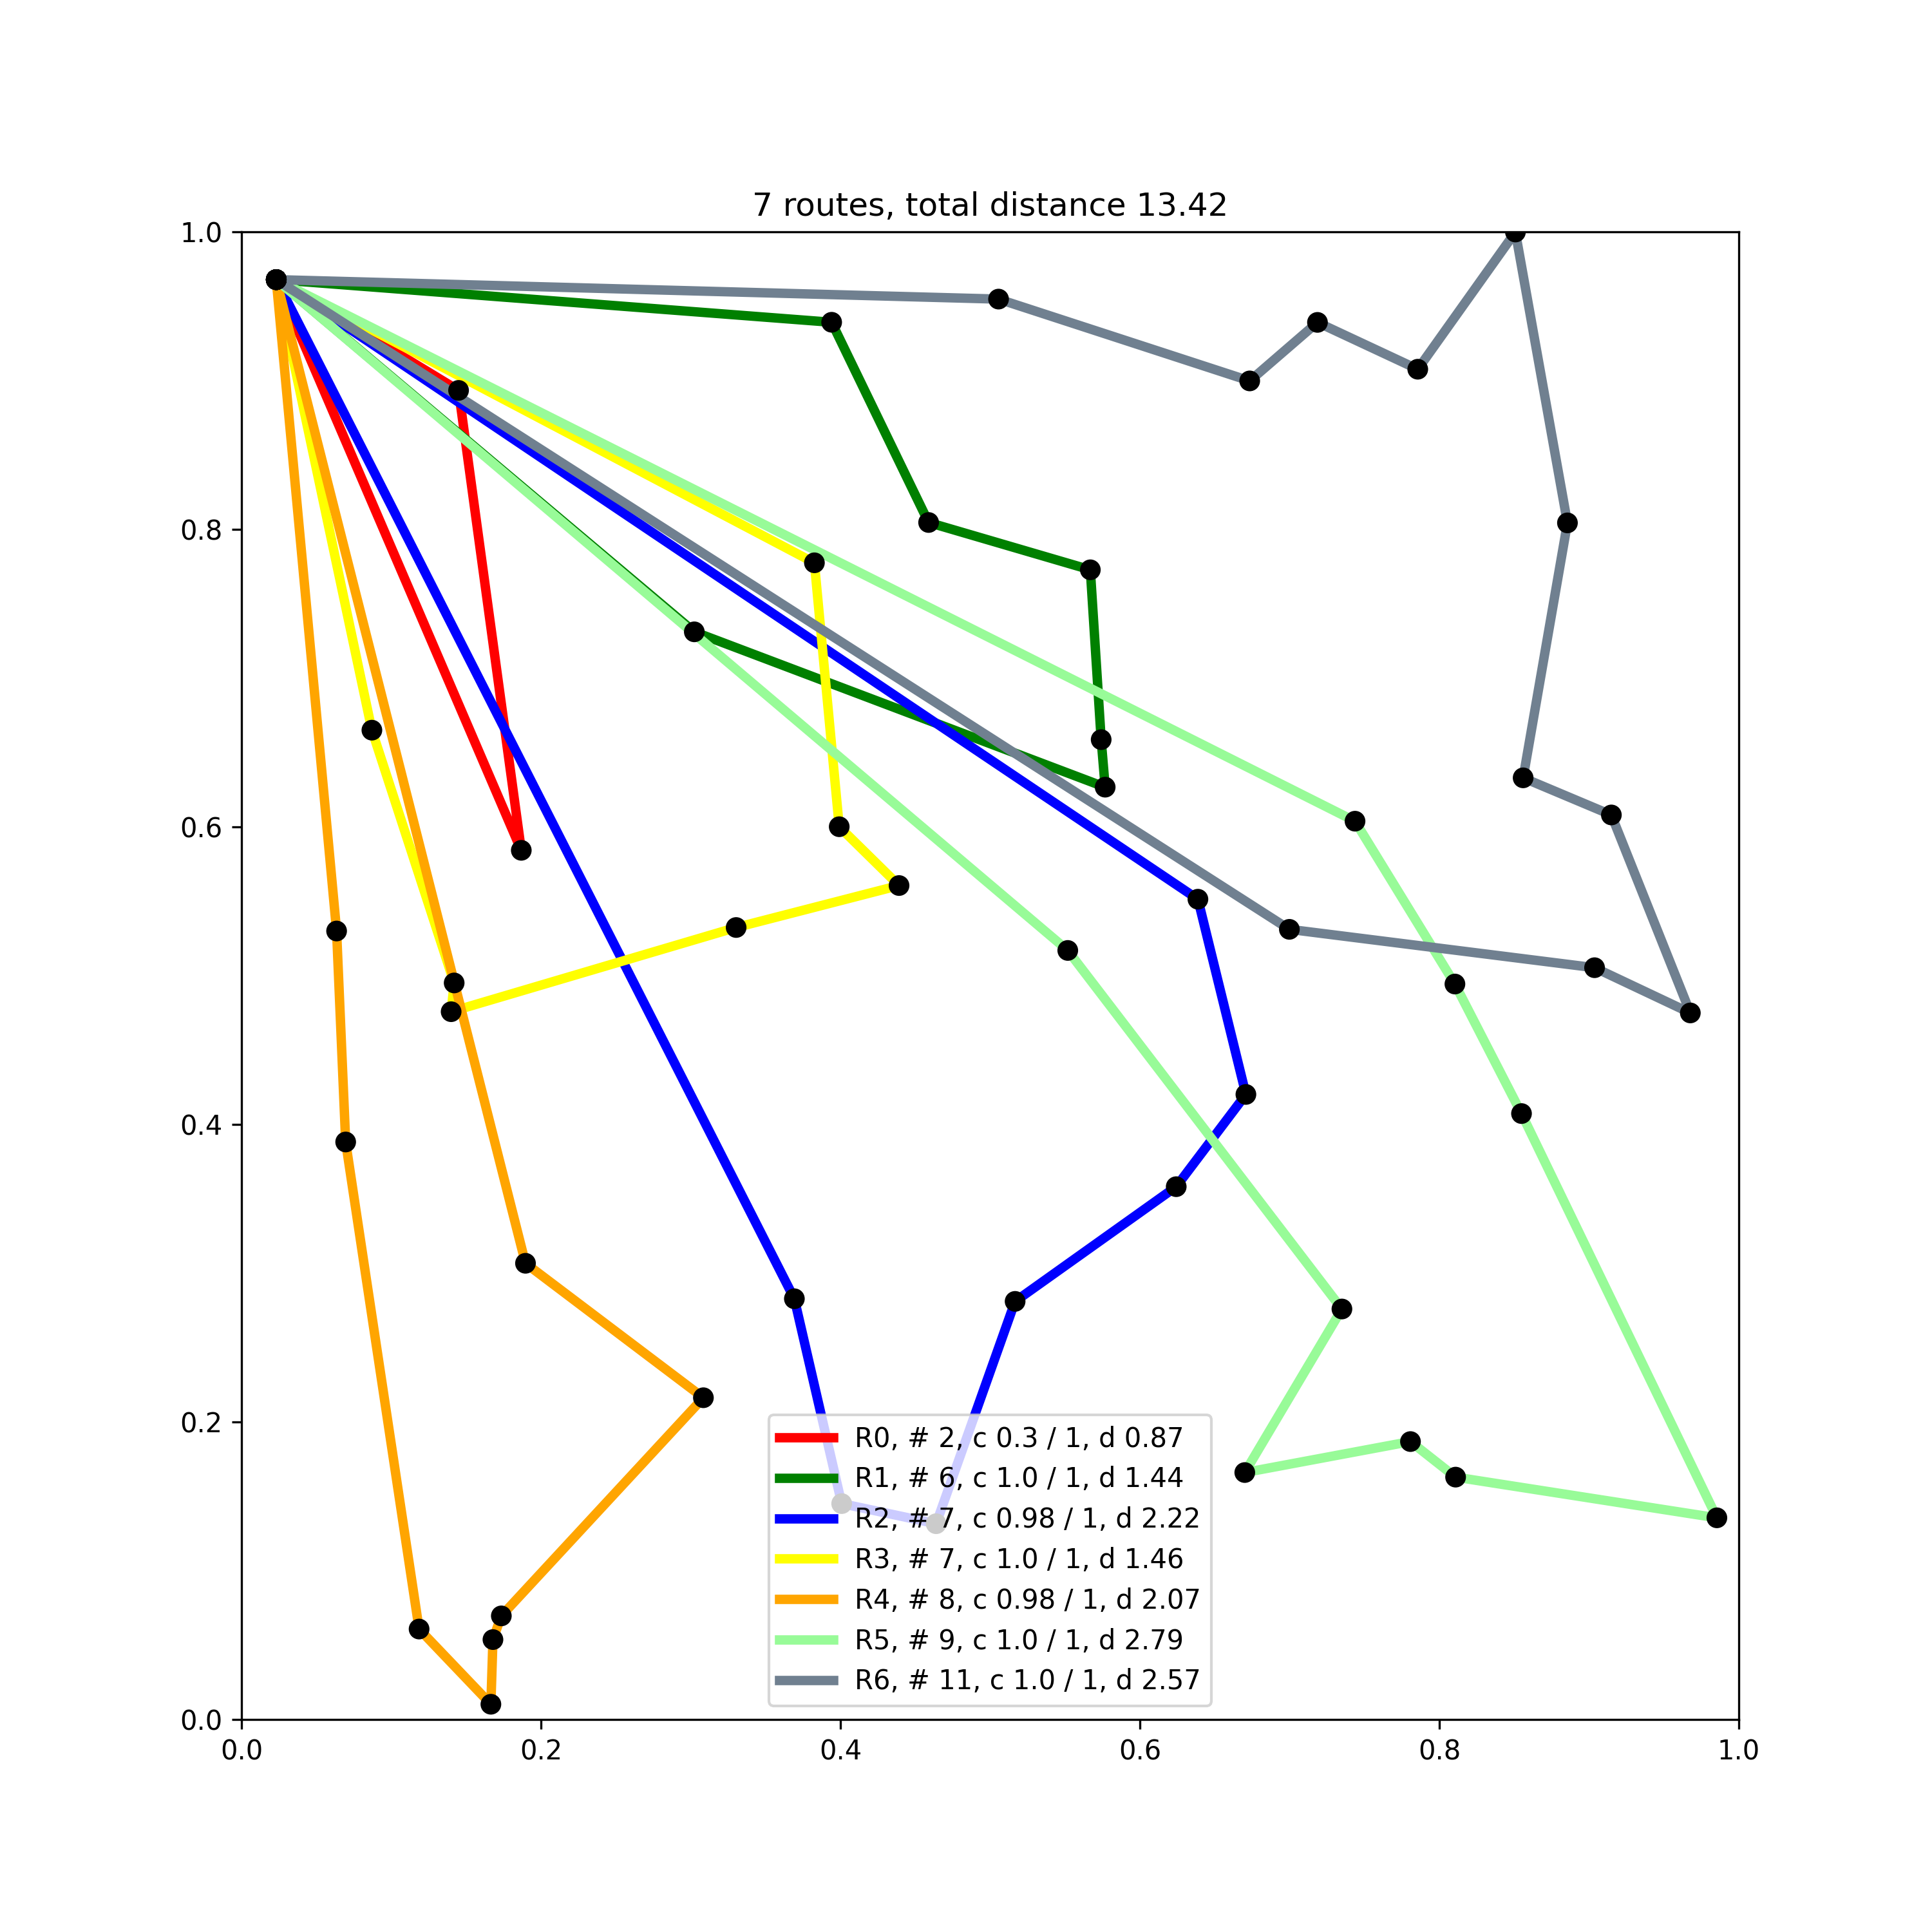 7 routes, total distance 13.42
1.0
0.8
0.6
0.4
0.2
0.0
R0, # 2, c 0.3 / 1, d 0.87
R1, # 6, c 1.0 / 1, d 1.44
R2, # 7, c 0.98 / 1, d 2.22
R3, # 7, c 1.0 / 1, d 1.46
R4, # 8, c 0.98 / 1, d 2.07
R5, # 9, c 1.0 / 1, d 2.79
R6, # 11, c 1.0 / 1, d 2.57
0.0 0.2 0.4 0.6 0.8 1.0